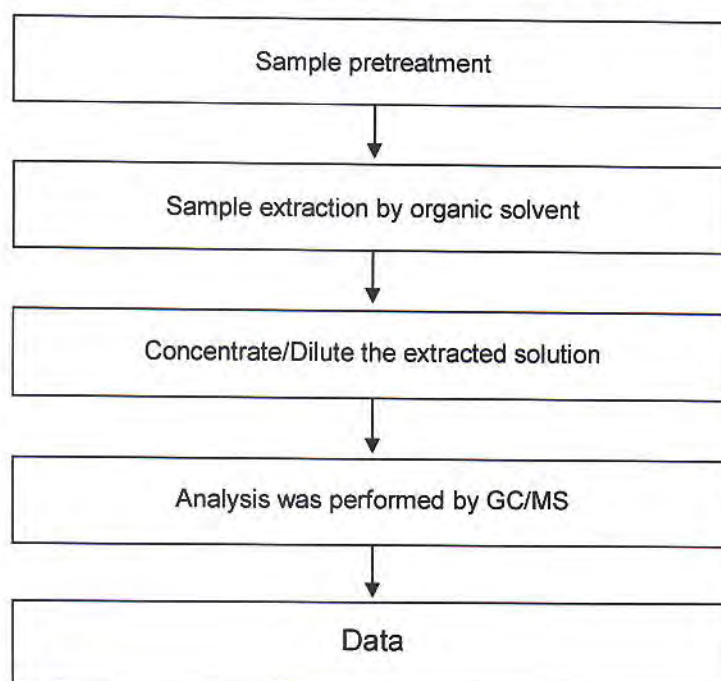 Sample pretreatment
Sample extraction by organic solvent
Concentrate/Dilute the extracted solution
Analysis was performed by GC/MS
Data